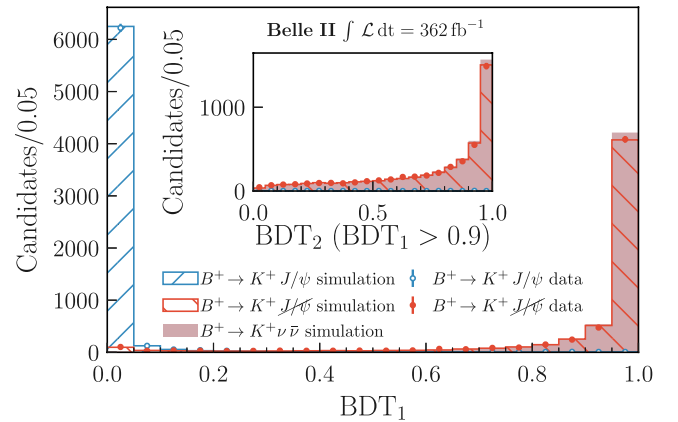 Belle II ∫ ℒ dt = 362 fb⁻¹
Candidates/0.05
6000
5000
4000
3000
2000
1000
0
Candidates/0.05
1000
0
0.0 0.5 1.0
BDT₂ (BDT₁ > 0.9)
B⁺ → K⁺ J/ψ simulation
B⁺ → K⁺ J̸/̸ψ̸ simulation
B⁺ → K⁺ν ν̄ simulation
B⁺ → K⁺ J/ψ data
B⁺ → K⁺ J̸/̸ψ̸ data
0.0 0.2 0.4 0.6 0.8 1.0
BDT₁